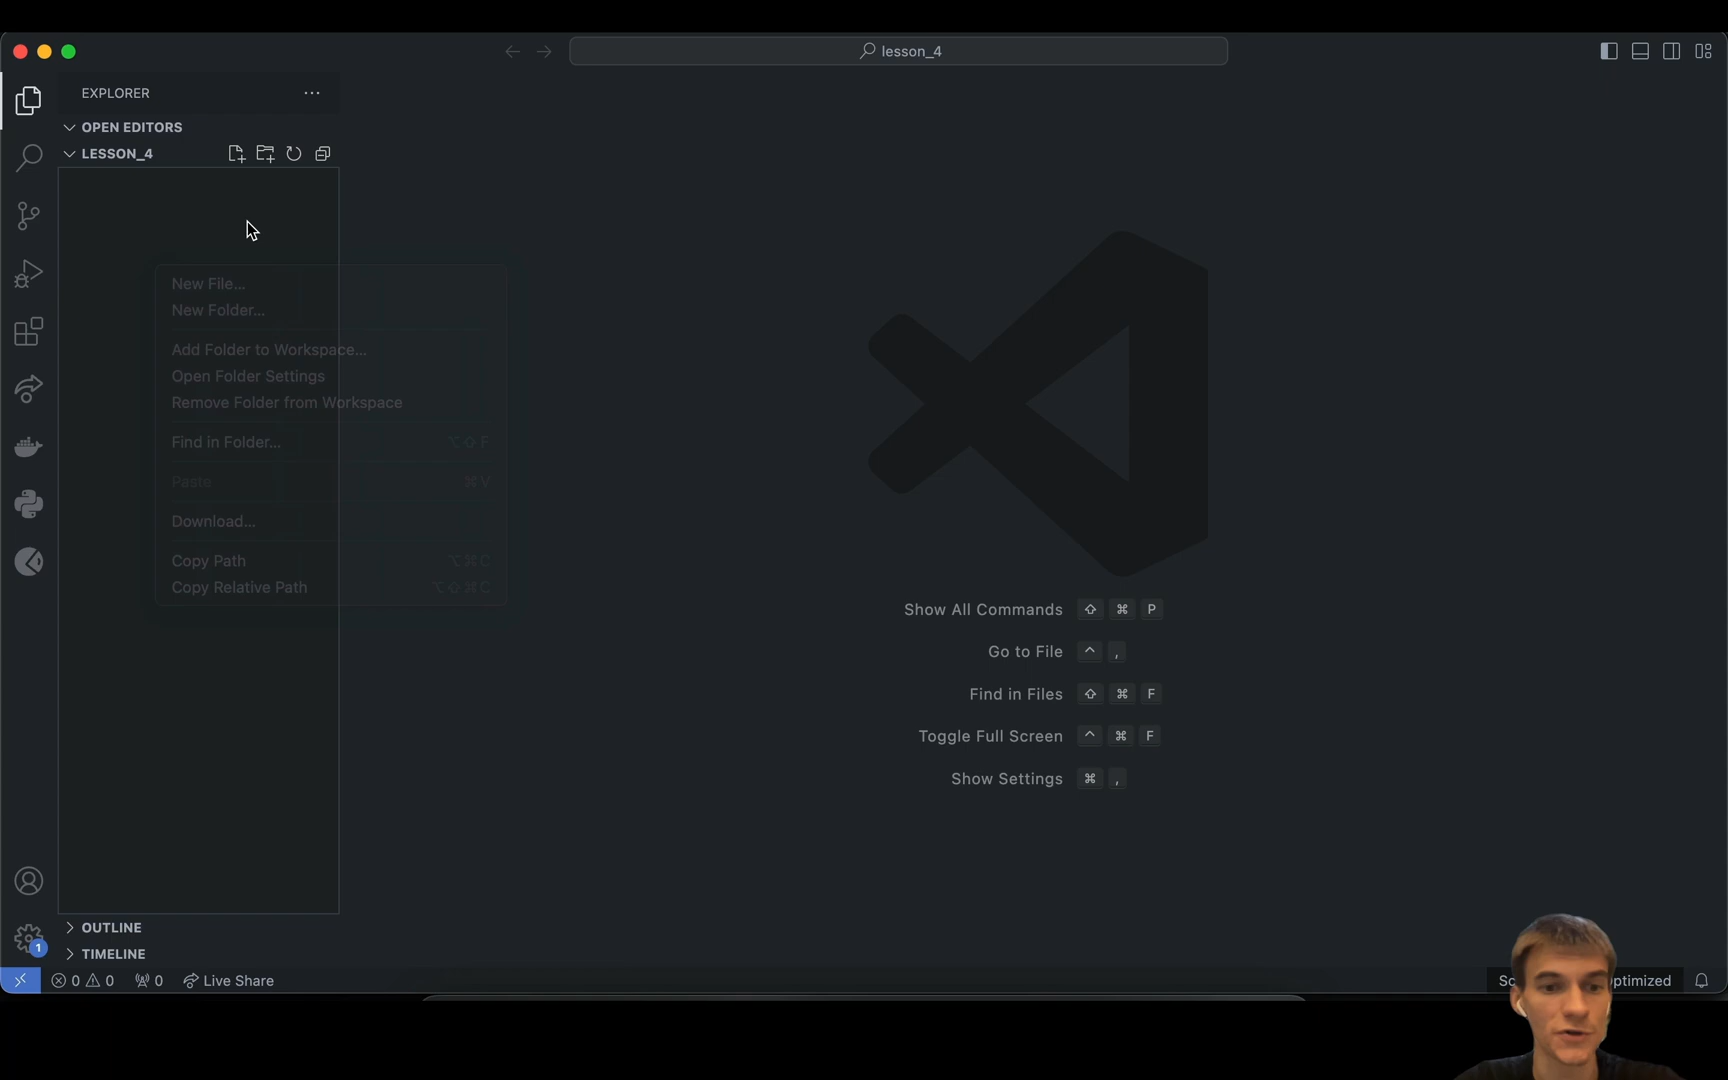 lesson_4
EXPLORER
OPEN EDITORS
LESSON_4
New File...
New Folder...
Add Folder to Workspace...
Open Folder Settings
Remove Folder from Workspace
Find in Folder... ⌥⇧F
Paste ⌘V
Download...
Copy Path ⌥⌘C
Copy Relative Path ⌥⇧⌘C
Show All Commands ⇧ ⌘ P
Go to File ^ ,
Find in Files ⇧ ⌘ F
Toggle Full Screen ^ ⌘ F
Show Settings ⌘ ,
OUTLINE
1
TIMELINE
0 0 0 Live Share